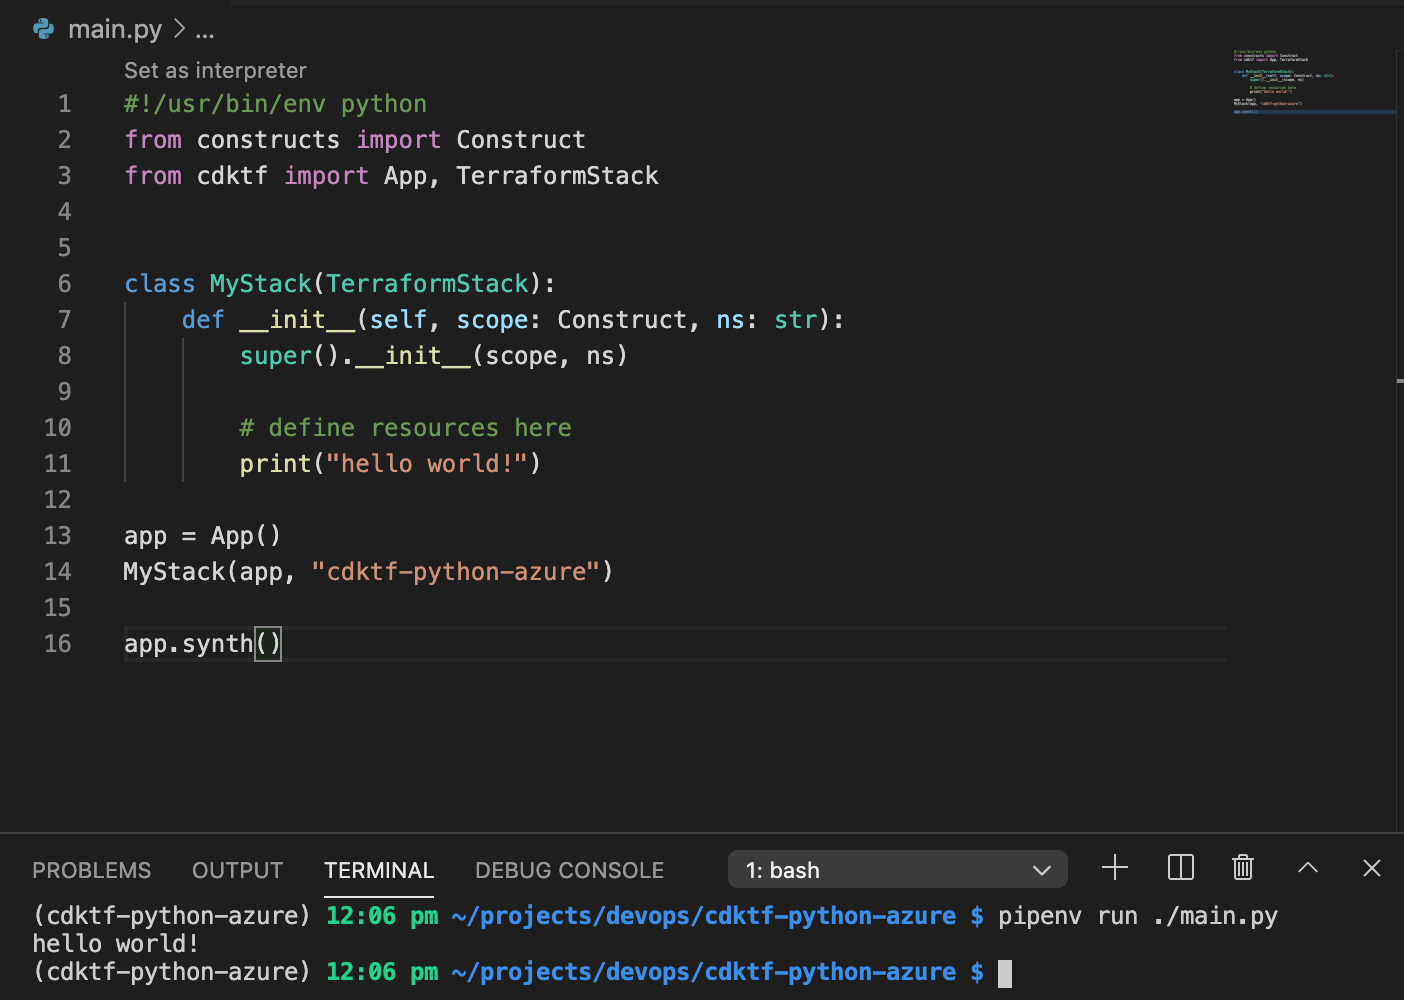 main.py > ...
Set as interpreter
1 #!/usr/bin/env python
2 from constructs import Construct
3 from cdktf import App, TerraformStack
4
5
6 class MyStack(TerraformStack):
7     def __init__(self, scope: Construct, ns: str):
8         super().__init__(scope, ns)
9
10         # define resources here
11         print("hello world!")
12
13 app = App()
14 MyStack(app, "cdktf-python-azure")
15
16 app.synth()
PROBLEMS OUTPUT TERMINAL DEBUG CONSOLE 1: bash
(cdktf-python-azure) 12:06 pm ~/projects/devops/cdktf-python-azure $ pipenv run ./main.py
hello world!
(cdktf-python-azure) 12:06 pm ~/projects/devops/cdktf-python-azure $